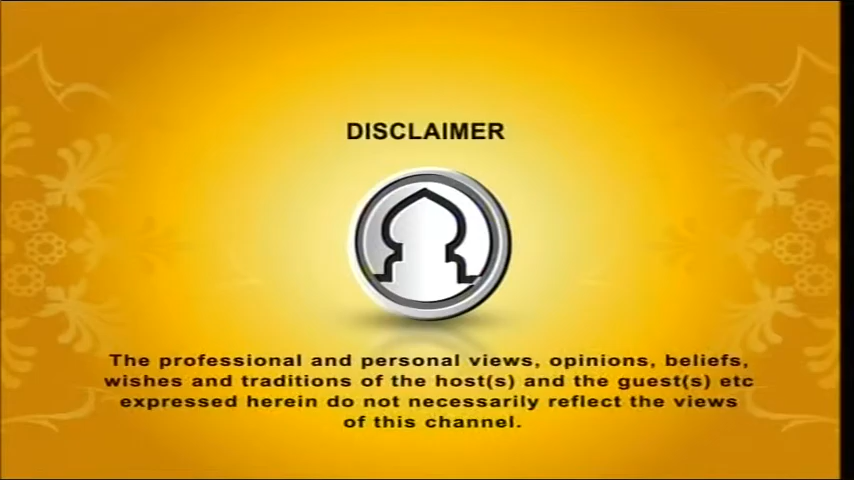 DISCLAIMER
The professional and personal views, opinions, beliefs,
wishes and traditions of the host(s) and the guest(s) etc
expressed herein do not necessarily reflect the views
of this channel.